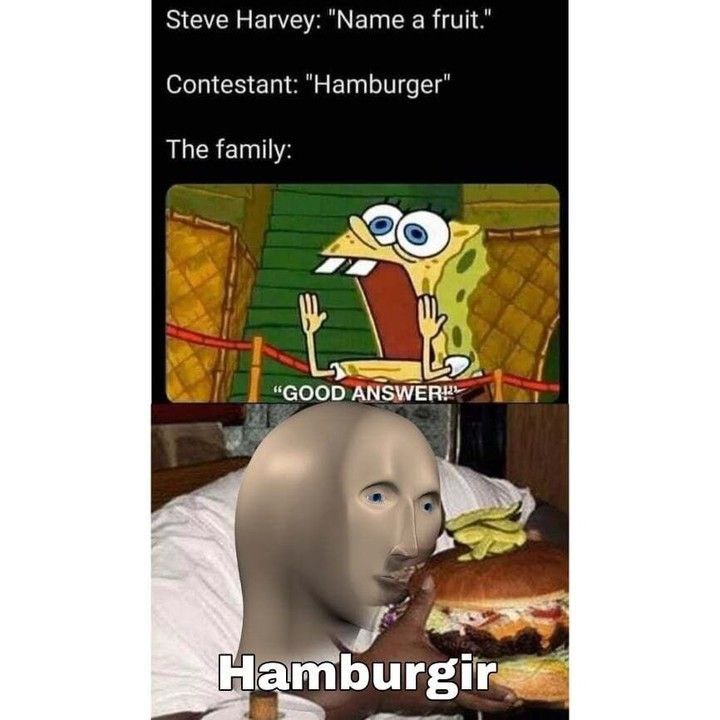 Steve Harvey: "Name a fruit."
Contestant: "Hamburger"
The family:
“GOOD ANSWER!”
Hamburgir